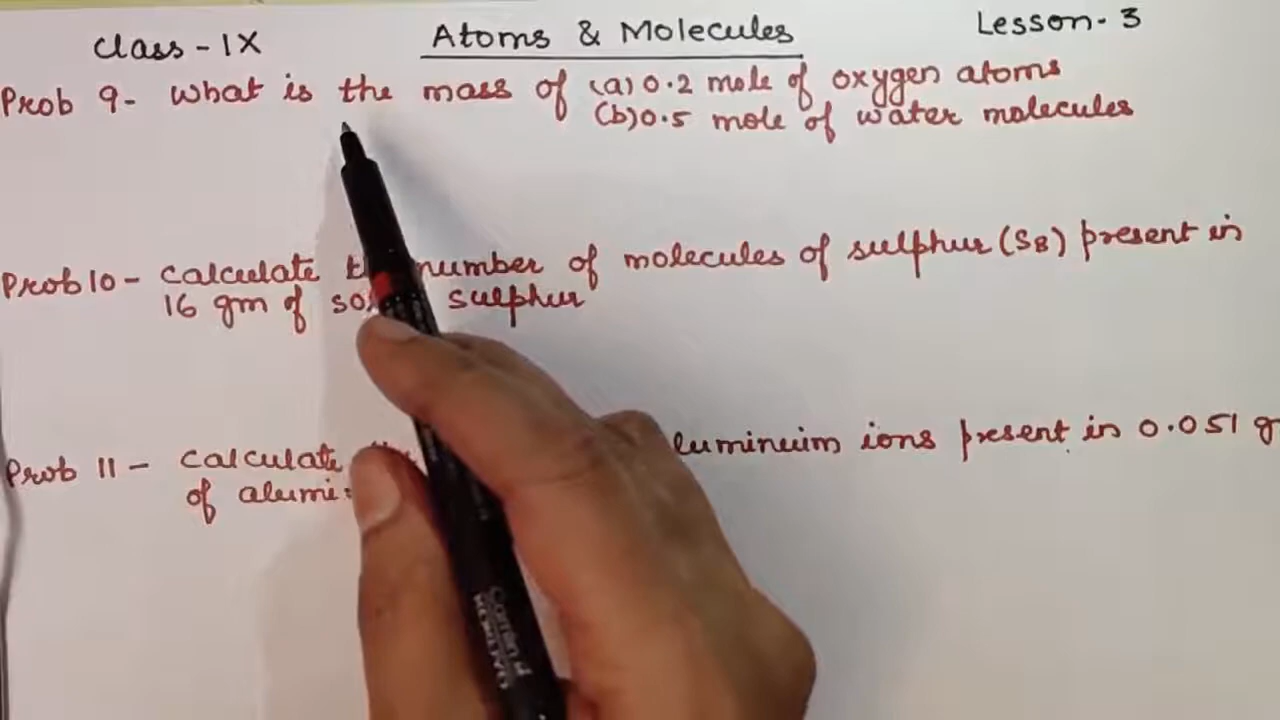 Class - IX Atoms & Molecules Lesson - 3
Prob 9 - What is the mass of (a) 0.2 mole of oxygen atoms
(b) 0.5 mole of water molecules
Prob 10 - Calculate number of molecules of sulphur (S8) present in
16 gm of sulphur
Prob 11 - Calculate ions present in 0.051 g
of